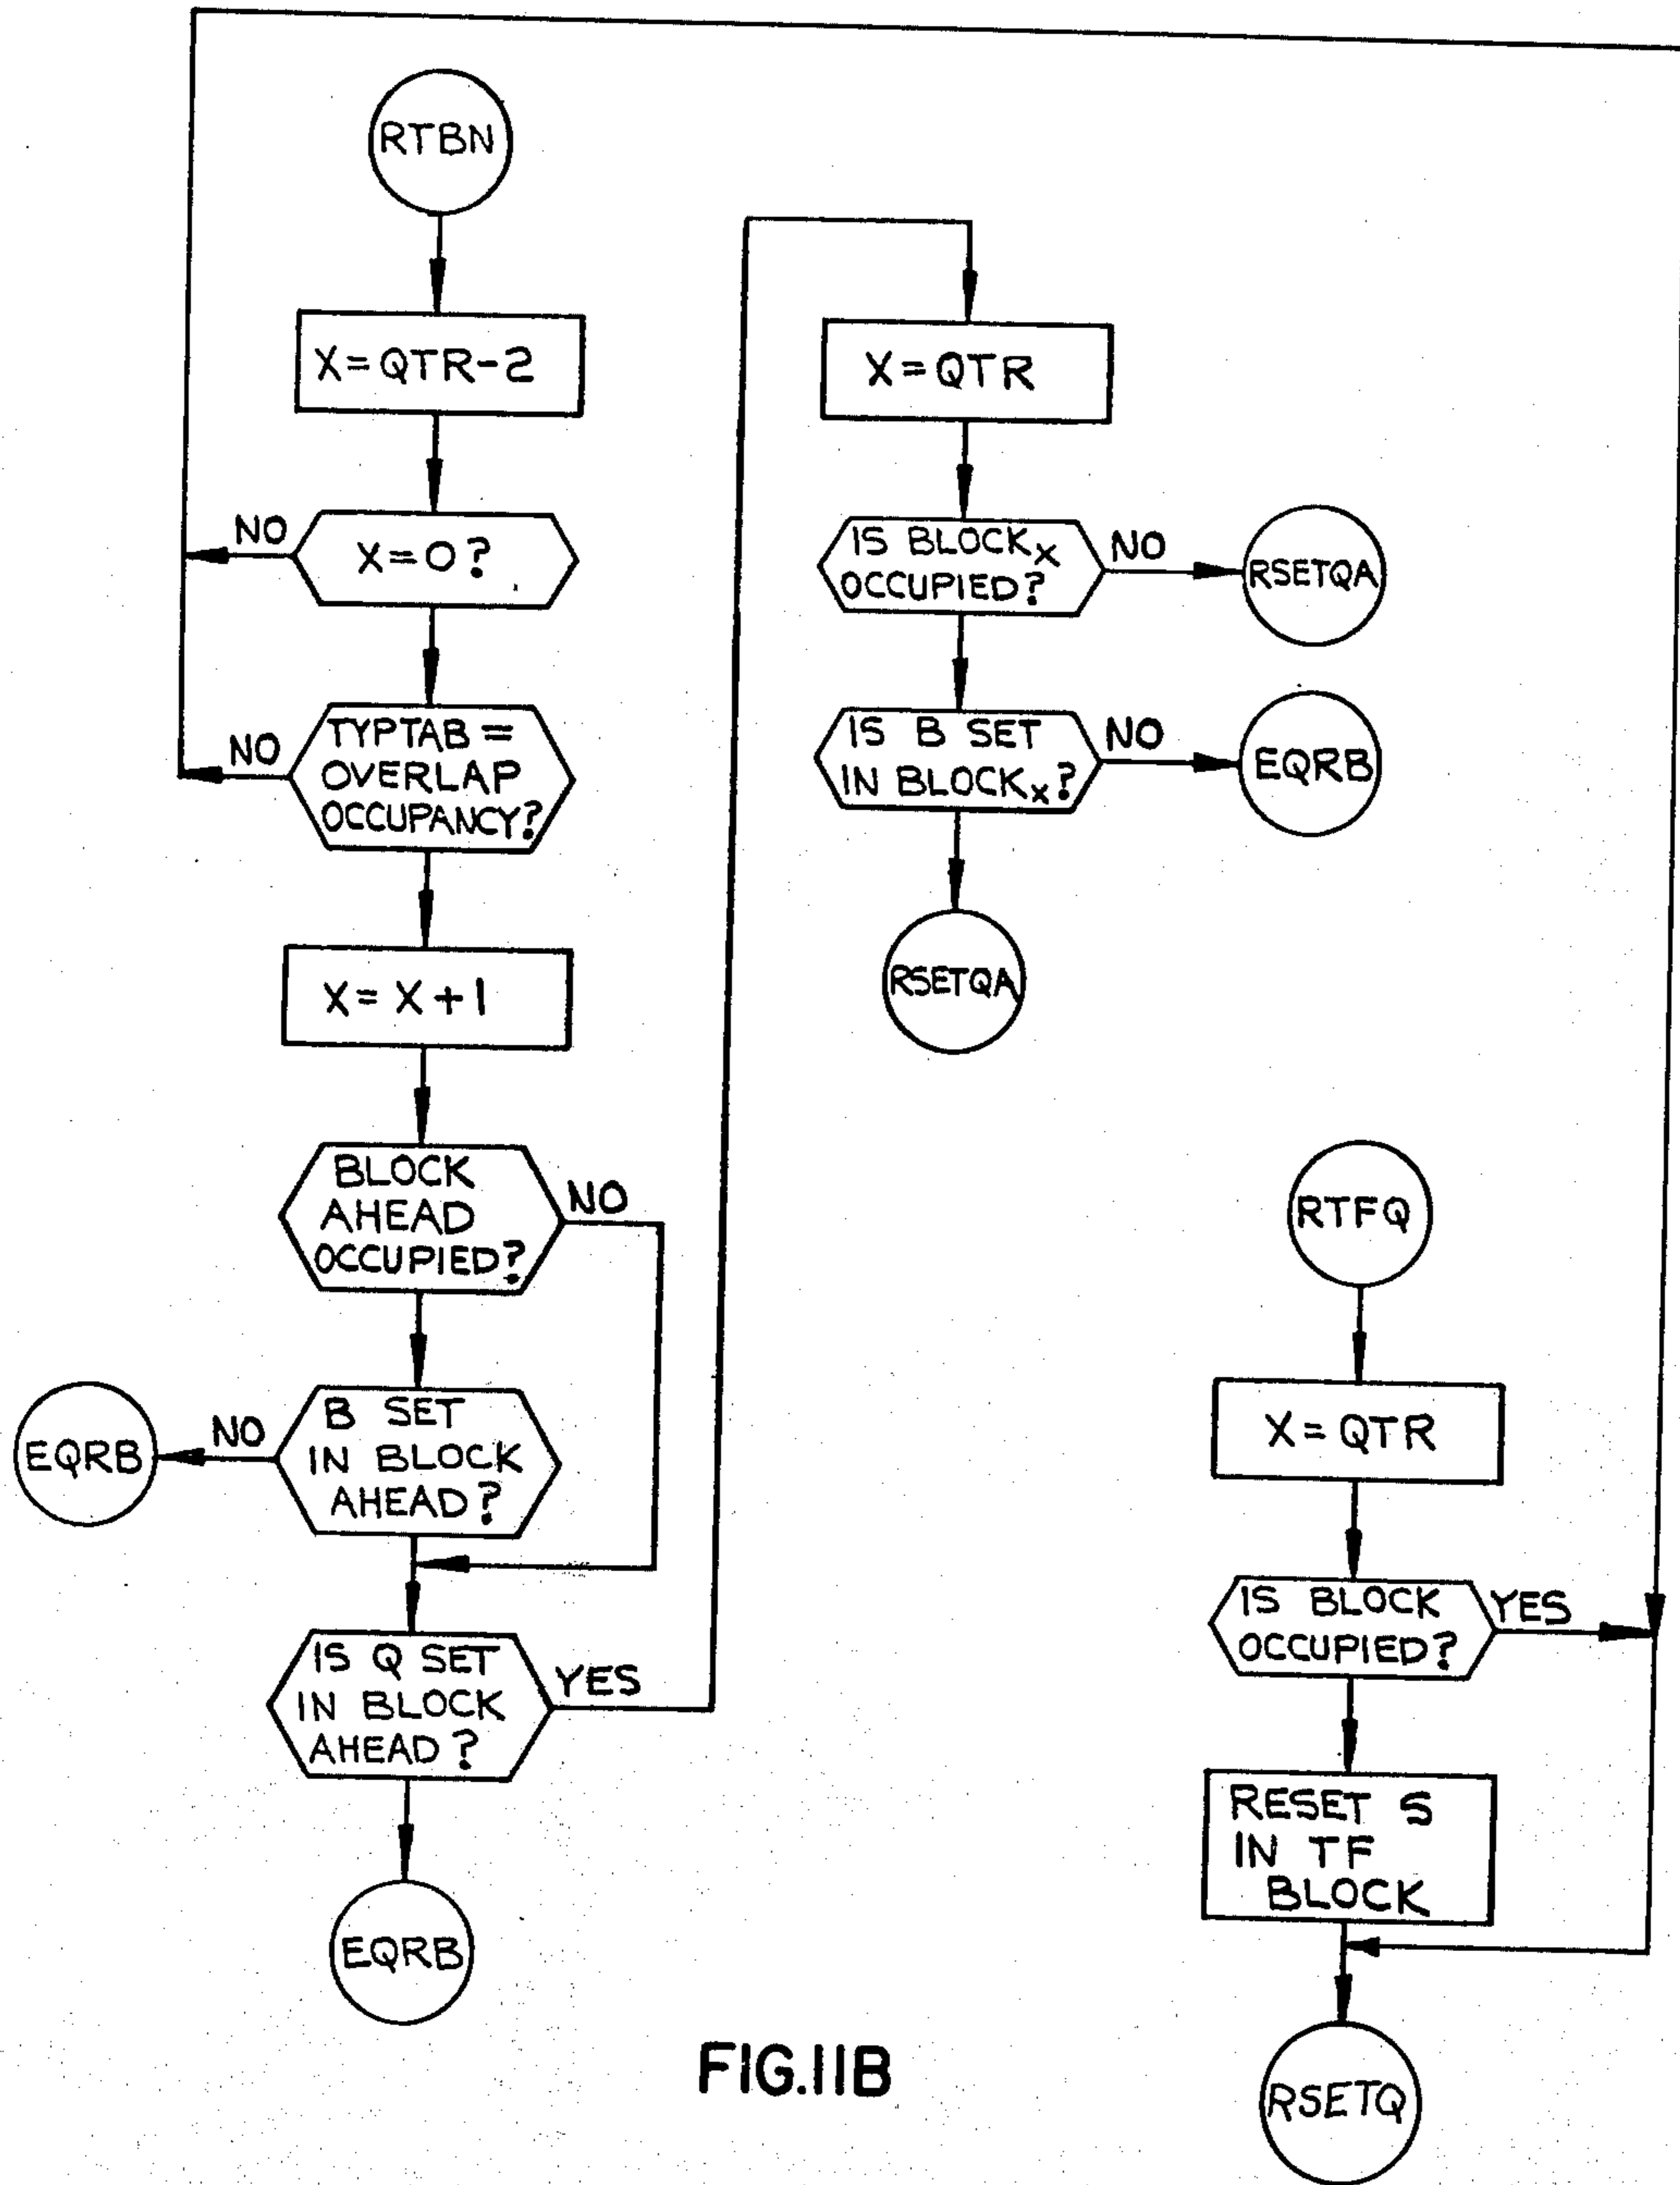 RTBN
X=QTR-2
NO
X=0?
NO
TYPTAB =
OVERLAP
OCCUPANCY?
X=X+1
BLOCK
AHEAD
OCCUPIED?
NO
B SET
IN BLOCK
AHEAD?
NO
EQRB
IS Q SET
IN BLOCK
AHEAD?
YES
EQRB
X=QTR
IS BLOCKX
OCCUPIED?
NO
RSETQA
IS B SET
IN BLOCKX?
NO
EQRB
RSETQA
RTFQ
X=QTR
IS BLOCK
OCCUPIED?
YES
RESET S
IN TF
BLOCK
RSETQ
FIG.11B